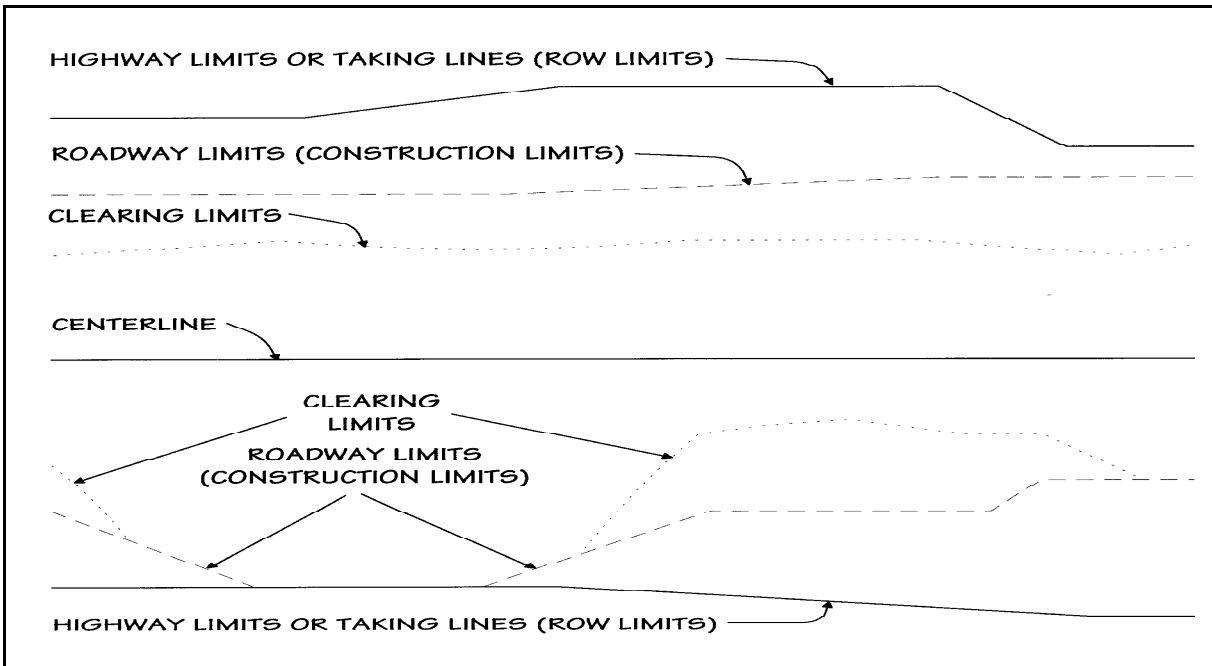 HIGHWAY LIMITS OR TAKING LINES (ROW LIMITS)
ROADWAY LIMITS (CONSTRUCTION LIMITS)
CLEARING LIMITS
CENTERLINE
CLEARING
LIMITS
ROADWAY LIMITS
(CONSTRUCTION LIMITS)
HIGHWAY LIMITS OR TAKING LINES (ROW LIMITS)